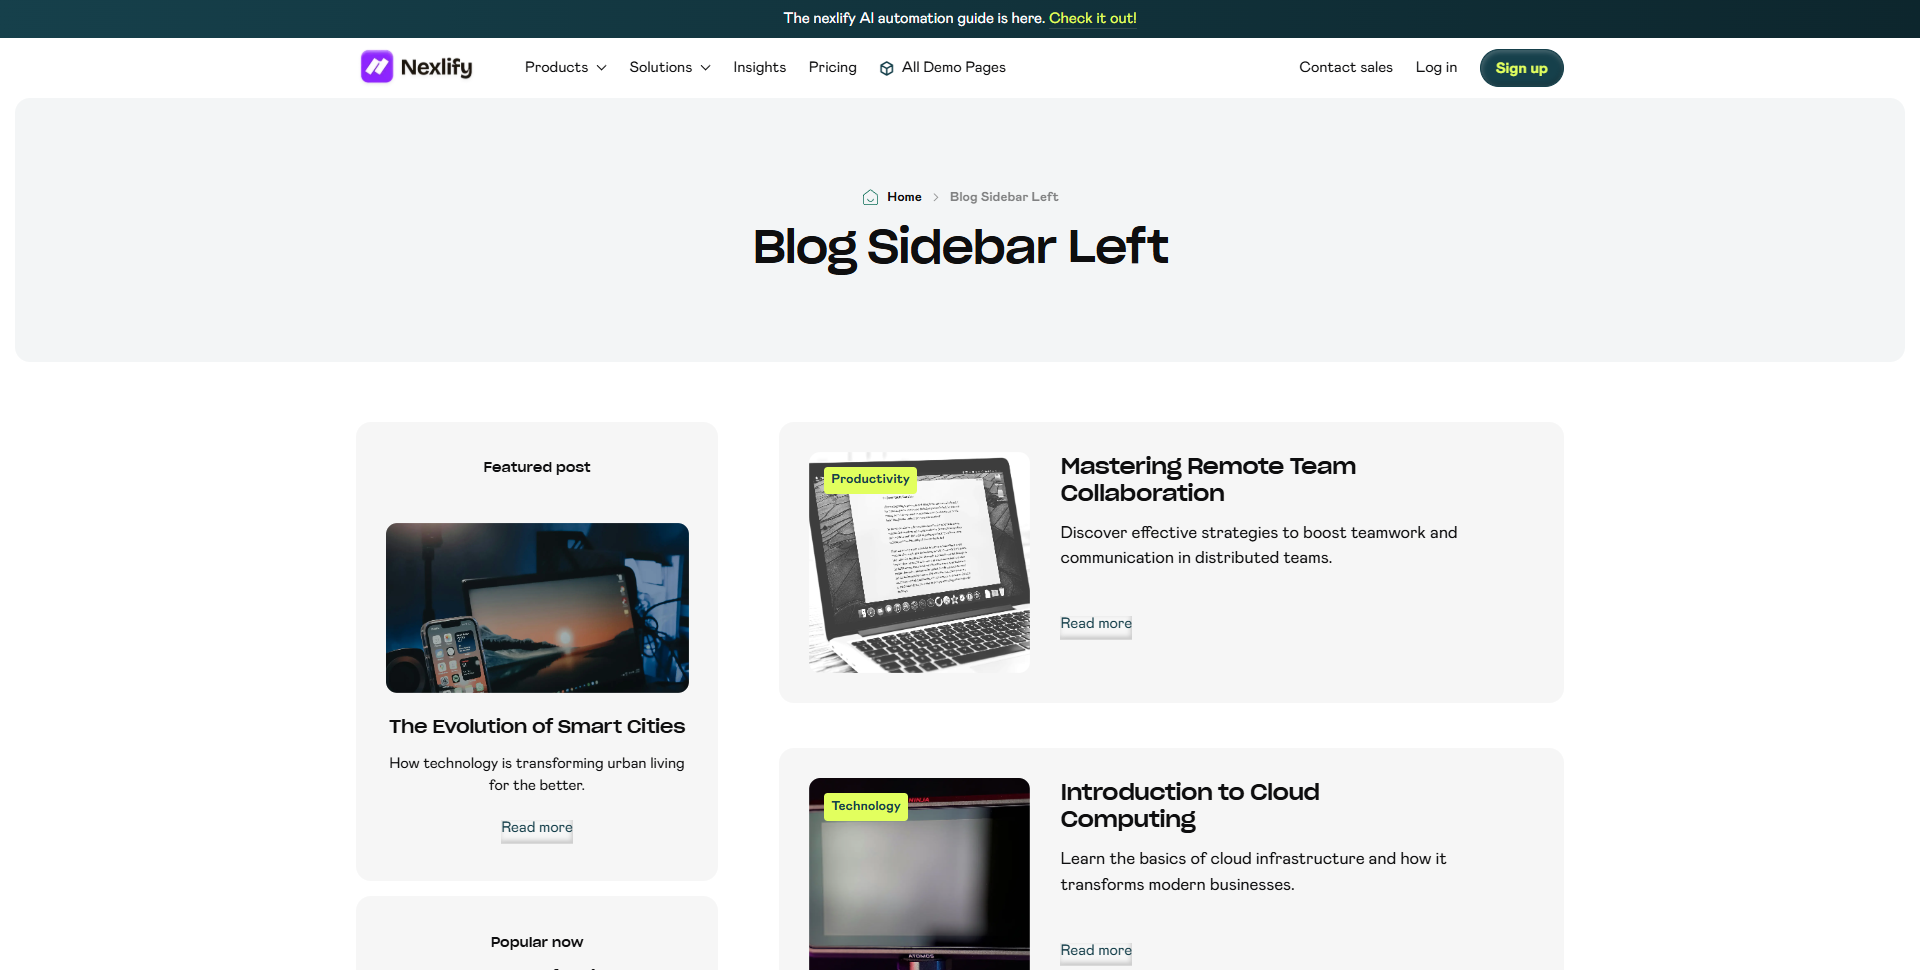 The nexlify AI automation guide is here. Check it out!
Nexlify
Products
Solutions
Insights
Pricing
All Demo Pages
Contact sales
Log in
Sign up
Home
Blog Sidebar Left
Blog Sidebar Left
Featured post
The Evolution of Smart Cities
How technology is transforming urban living
for the better.
Read more
Popular now
Productivity
Mastering Remote Team
Collaboration
Discover effective strategies to boost teamwork and
communication in distributed teams.
Read more
Technology
NINJA
ATOMOS
Introduction to Cloud
Computing
Learn the basics of cloud infrastructure and how it
transforms modern businesses.
Read more